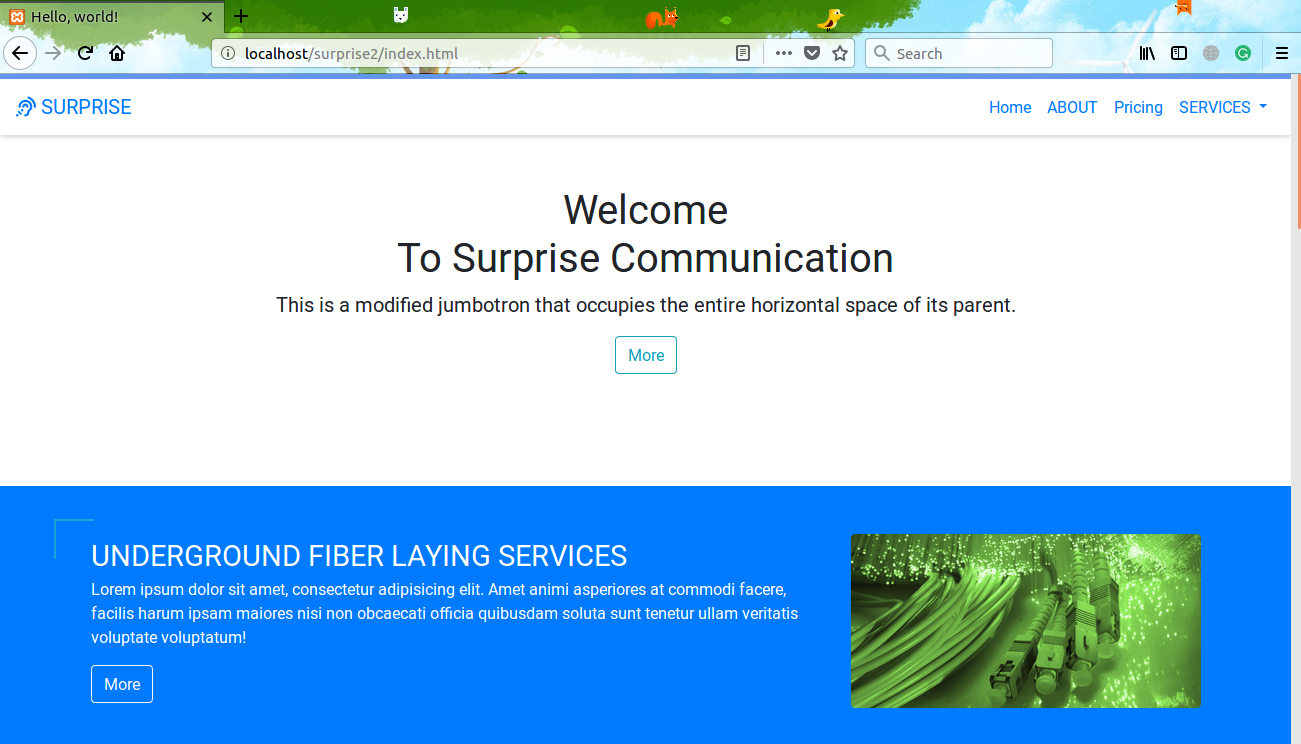 Hello, world!
localhost/surprise2/index.html
Search
SURPRISE
Home ABOUT Pricing SERVICES
Welcome
To Surprise Communication
This is a modified jumbotron that occupies the entire horizontal space of its parent.
More
UNDERGROUND FIBER LAYING SERVICES
Lorem ipsum dolor sit amet, consectetur adipisicing elit. Amet animi asperiores at commodi facere,
facilis harum ipsam maiores nisi non obcaecati officia quibusdam soluta sunt tenetur ullam veritatis
voluptate voluptatum!
More